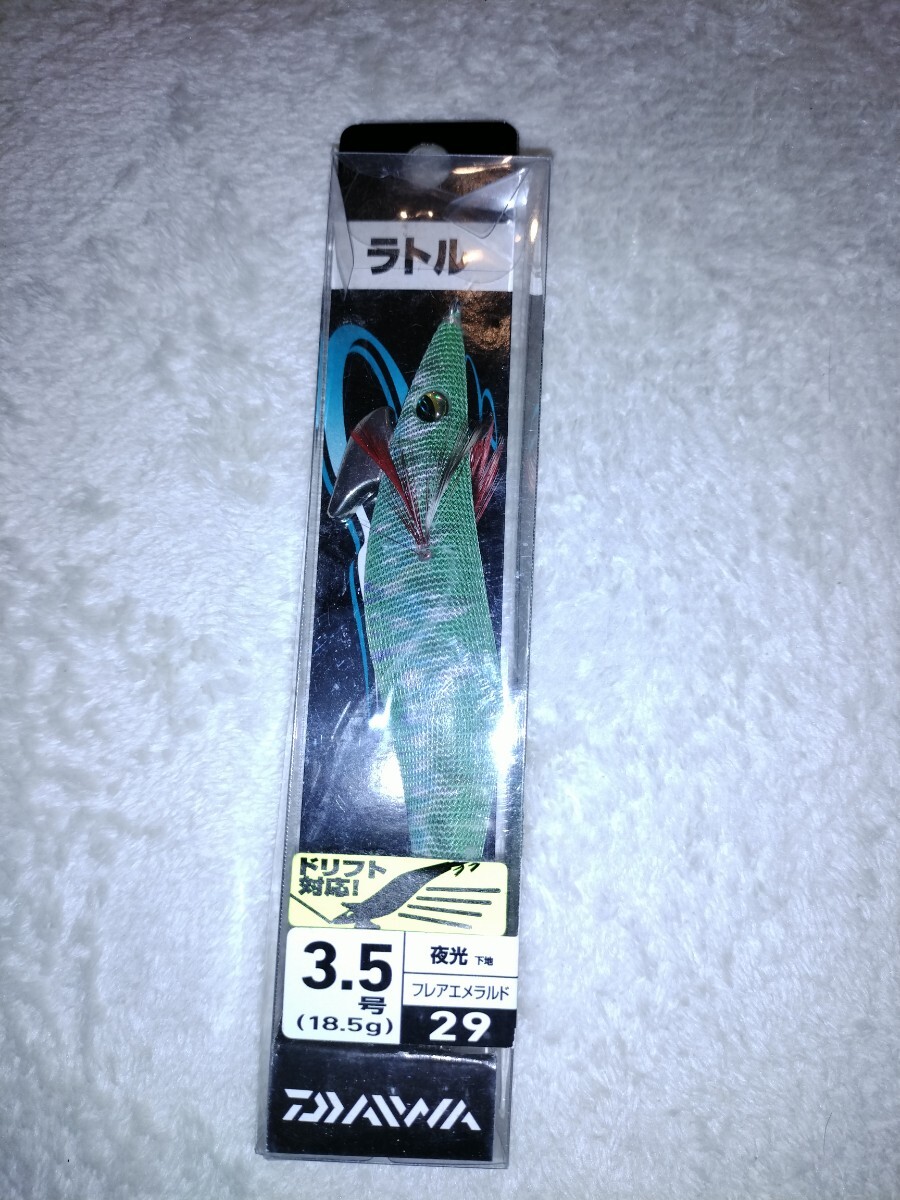 ラトル
ドリフト
対応!
3.5
号
(18.5g)
夜光 下地
フレアエメラルド
29
DAIWA